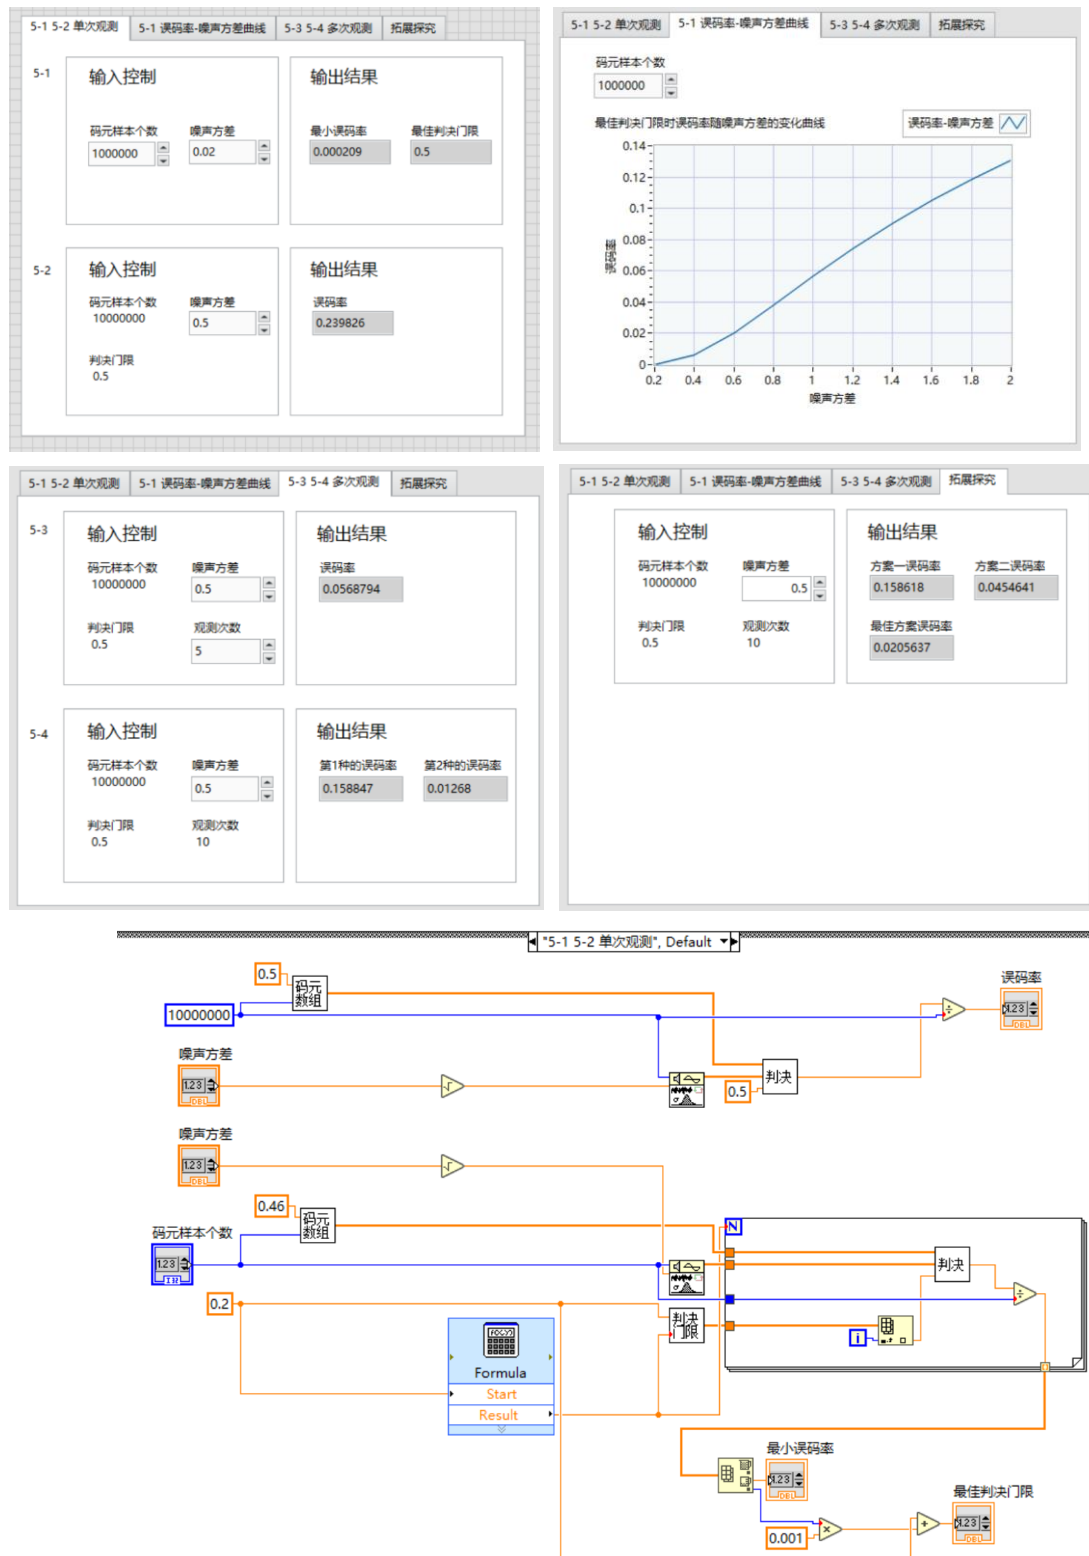 5-1 5-2 单次观测
5-1 误码率-噪声方差曲线
5-3 5-4 多次观测
拓展探究
5-1
输入控制
码元样本个数
噪声方差
1000000
0.02
输出结果
最小误码率
最佳判决门限
0.000209
0.5
5-2
输入控制
码元样本个数
噪声方差
10000000
0.5
判决门限
0.5
输出结果
误码率
0.239826
5-1 5-2 单次观测
5-1 误码率-噪声方差曲线
5-3 5-4 多次观测
拓展探究
码元样本个数
1000000
最佳判决门限时误码率随噪声方差的变化曲线
误码率-噪声方差
0.14
0.12
0.1
0.08
0.06
0.04
0.02
0
误码率
0.2 0.4 0.6 0.8 1 1.2 1.4 1.6 1.8 2
噪声方差
5-1 5-2 单次观测
5-1 误码率-噪声方差曲线
5-3 5-4 多次观测
拓展探究
5-3
输入控制
码元样本个数
噪声方差
10000000
0.5
判决门限
观测次数
0.5
5
输出结果
误码率
0.0568794
5-4
输入控制
码元样本个数
噪声方差
10000000
0.5
判决门限
观测次数
0.5
10
输出结果
第1种的误码率
第2种的误码率
0.158847
0.01268
5-1 5-2 单次观测
5-1 误码率-噪声方差曲线
5-3 5-4 多次观测
拓展探究
输入控制
码元样本个数
噪声方差
10000000
0.5
判决门限
观测次数
0.5
10
输出结果
方案一误码率
方案二误码率
0.158618
0.0454641
最佳方案误码率
0.0205637
"5-1 5-2 单次观测", Default
0.5
码元
数组
10000000
误码率
1.23
DBL
÷
噪声方差
1.23
DBL
√
σ
0.5
判决
噪声方差
1.23
DBL
√
0.46
码元
数组
码元样本个数
1.23
σ
N
判决
÷
0.2
判决
门限
i
Formula
Start
Result
最小误码率
1.23
DBL
最佳判决门限
1.23
DBL
0.001
×
+